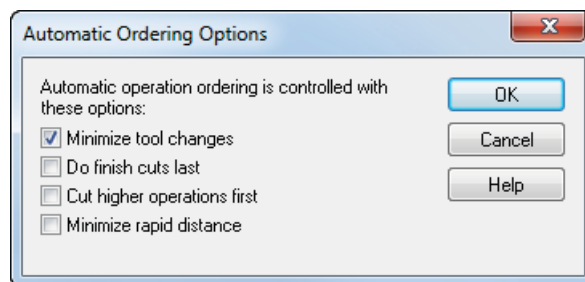 Automatic Ordering Options
Automatic operation ordering is controlled with
these options:
Minimize tool changes
Do finish cuts last
Cut higher operations first
Minimize rapid distance
OK
Cancel
Help